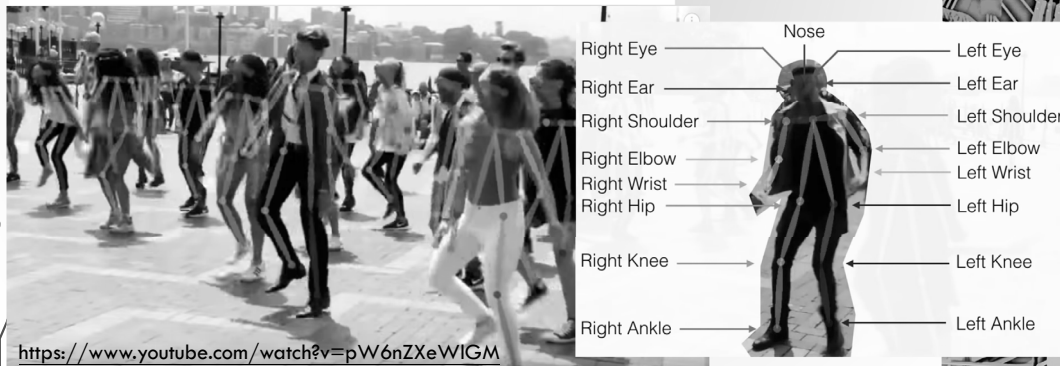 Nose
Right Eye
Left Eye
Right Ear
Left Ear
Right Shoulder
Left Shoulder
Right Elbow
Left Elbow
Right Wrist
Left Wrist
Right Hip
Left Hip
Right Knee
Left Knee
Right Ankle
Left Ankle
https://www.youtube.com/watch?v=pW6nZXeWlGM